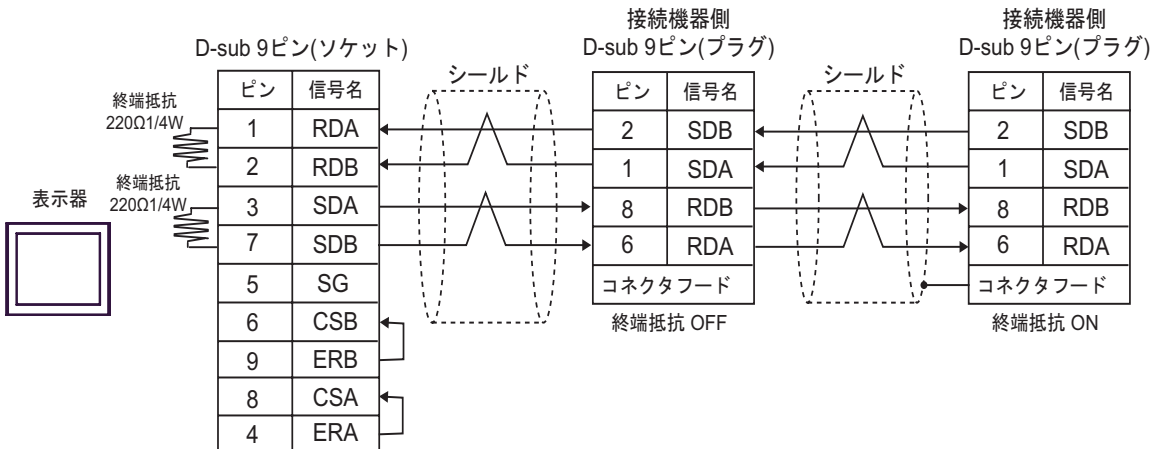 接続機器側
D-sub 9ピン(プラグ)
接続機器側
D-sub 9ピン(プラグ)
D-sub 9ピン(ソケット)
シールド
シールド
表示器
終端抵抗
220Ω1/4W
終端抵抗
220Ω1/4W
ピン 信号名
1 RDA
2 RDB
3 SDA
7 SDB
5 SG
6 CSB
9 ERB
8 CSA
4 ERA
ピン 信号名
2 SDB
1 SDA
8 RDB
6 RDA
コネクタフード
終端抵抗 OFF
ピン 信号名
2 SDB
1 SDA
8 RDB
6 RDA
コネクタフード
終端抵抗 ON